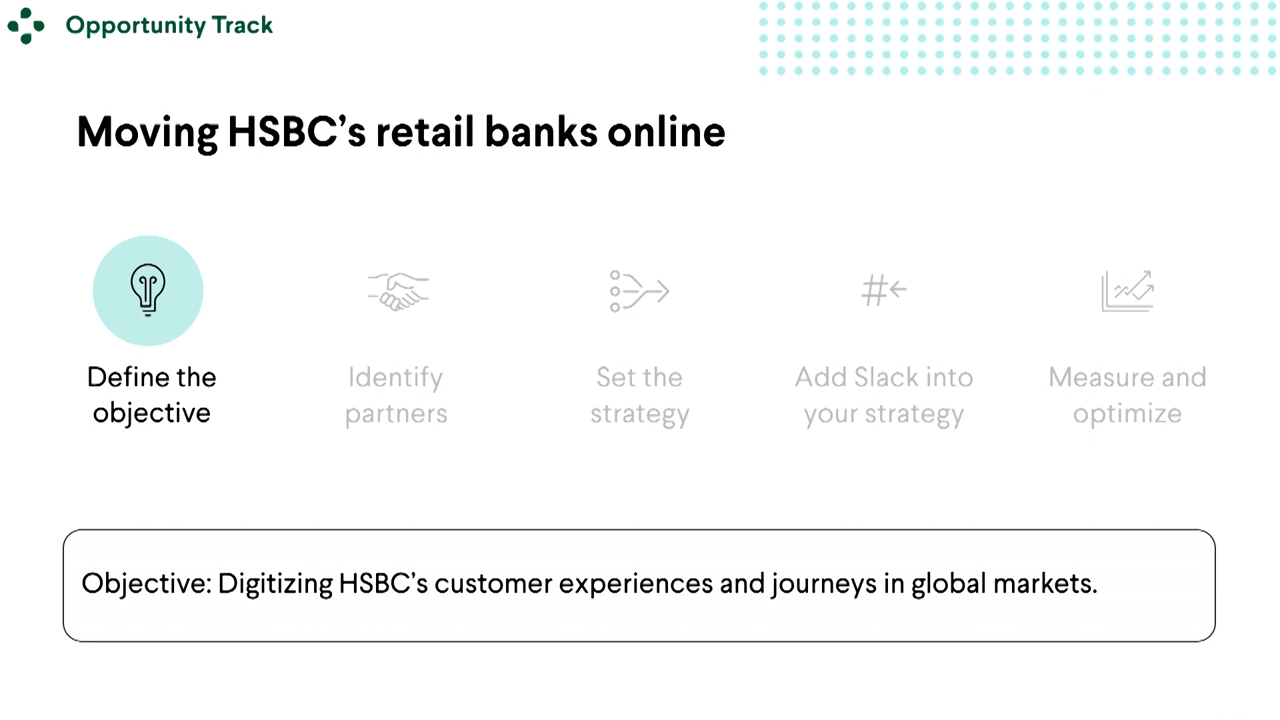 Opportunity Track
Moving HSBC’s retail banks online
Define the
objective
Identify
partners
Set the
strategy
Add Slack into
your strategy
Measure and
optimize
Objective: Digitizing HSBC’s customer experiences and journeys in global markets.